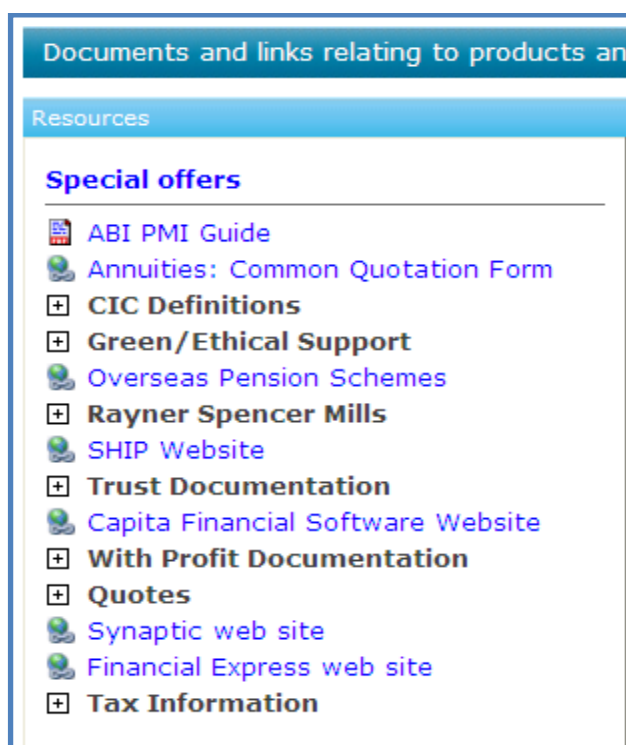 Documents and links relating to products an
Resources
Special offers
ABI PMI Guide
Annuities: Common Quotation Form
CIC Definitions
Green/Ethical Support
Overseas Pension Schemes
Rayner Spencer Mills
SHIP Website
Trust Documentation
Capita Financial Software Website
With Profit Documentation
Quotes
Synaptic web site
Financial Express web site
Tax Information